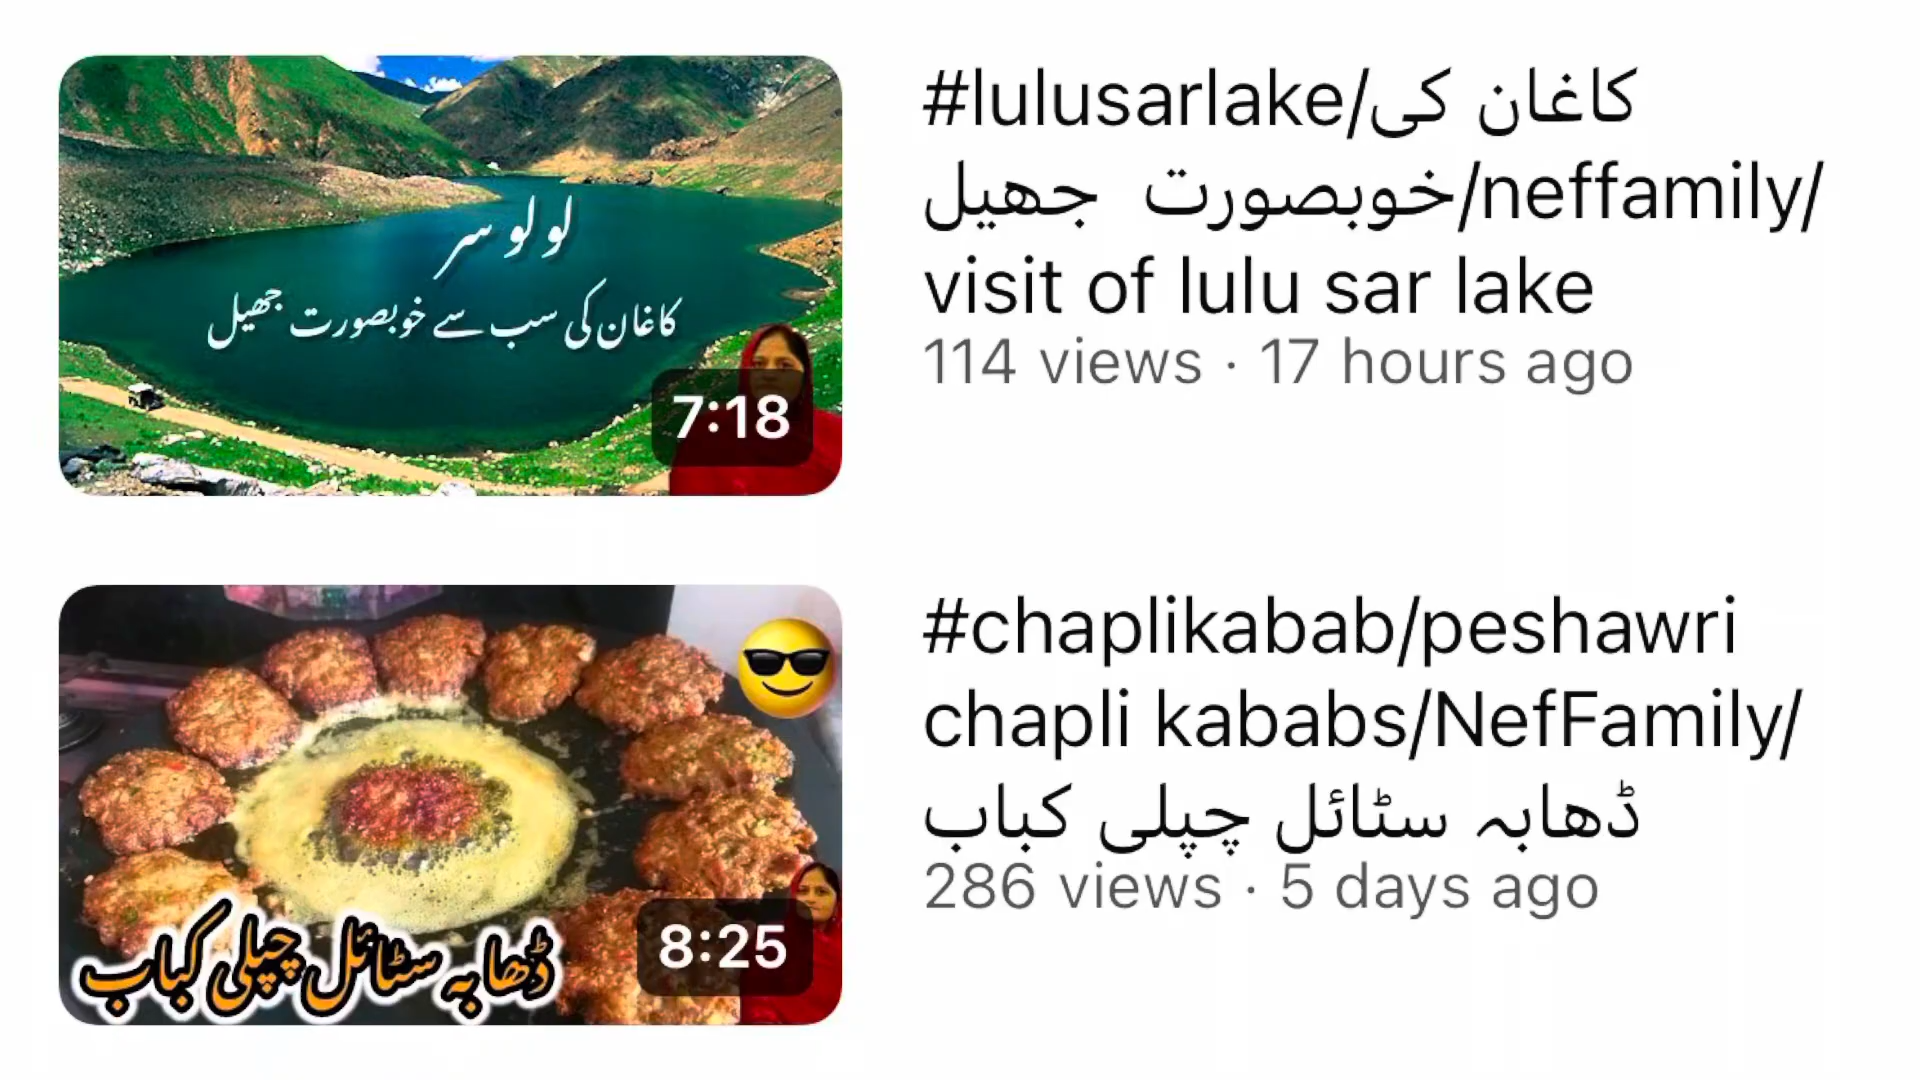 لولو سر
کاغان کی سب سے خوبصورت جھیل
7:18
#lulusarlake/کاغان کی
خوبصورت جھیل/neffamily/
visit of lulu sar lake
114 views · 17 hours ago
ڈھابہ سٹائل چپلی کباب
8:25
#chaplikabab/peshawri
chapli kababs/NefFamily/
ڈھابہ سٹائل چپلی کباب
286 views · 5 days ago